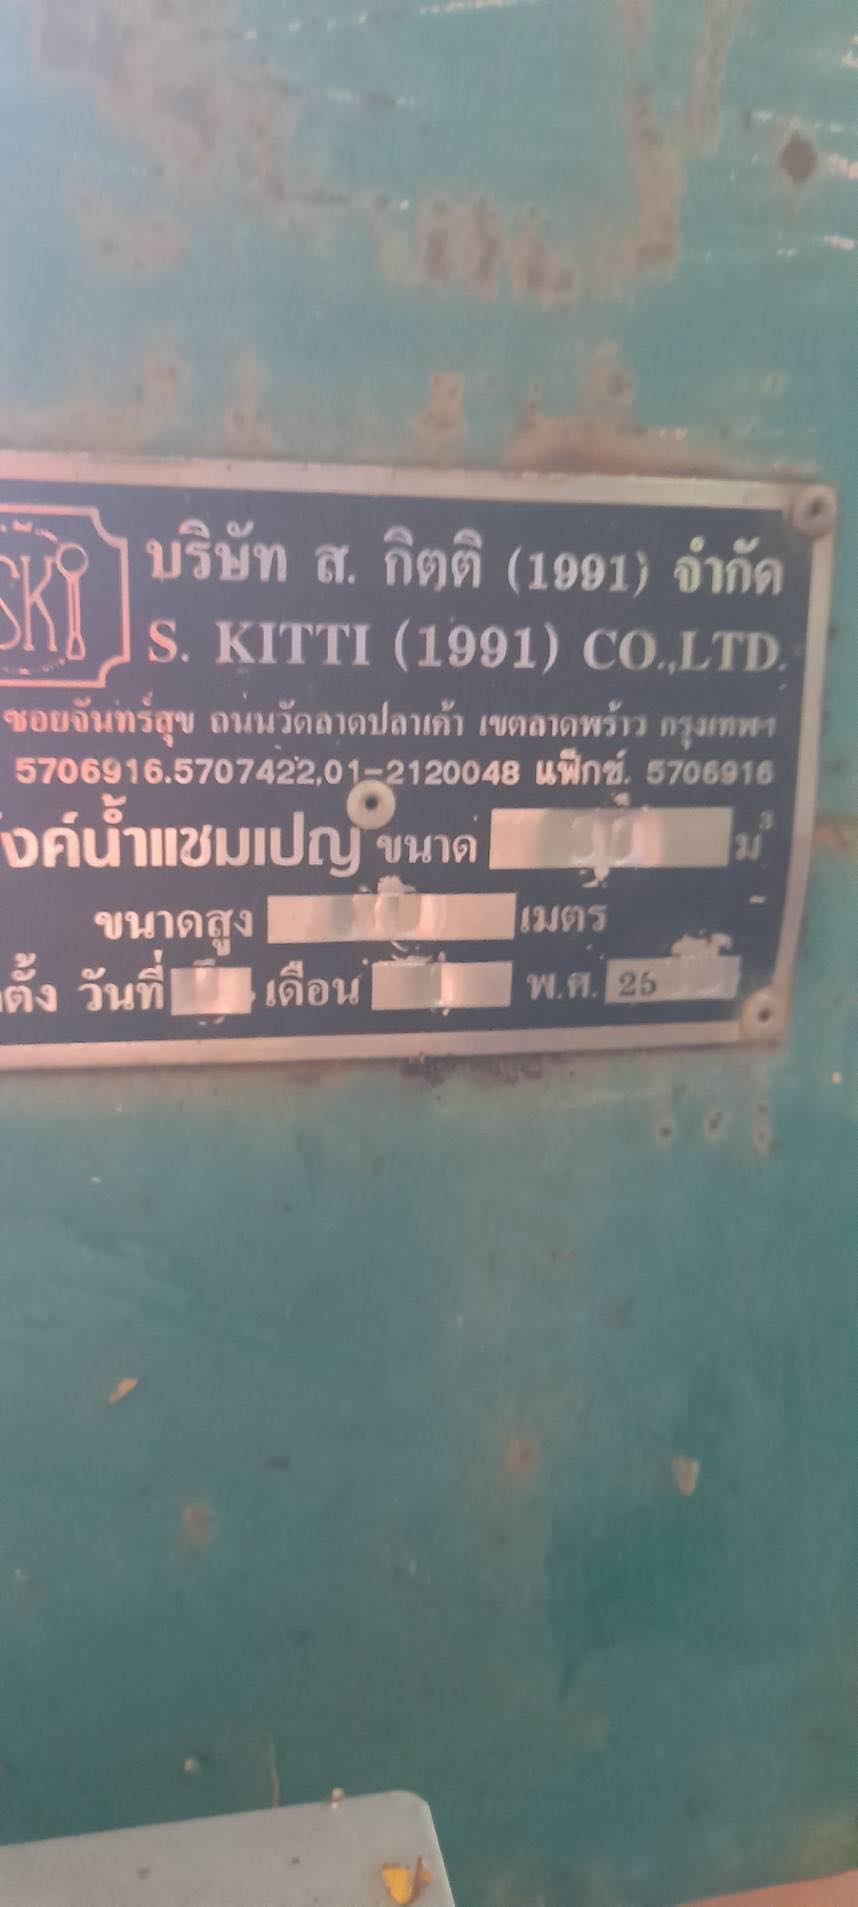 SKI
บริษัท ส. กิตติ (1991) จำกัด
S. KITTI (1991) CO.,LTD.
ซอยจันทร์สุข ถนนวัดลาดปลาเค้า เขตลาดพร้าว กรุงเทพฯ
5706916.5707422,01-2120048 แฟ็กซ์. 5706916
งค์น้ำแชมเปญ ขนาด ม³
ขนาดสูง เมตร
ตั้ง วันที่ เดือน พ.ศ. 25